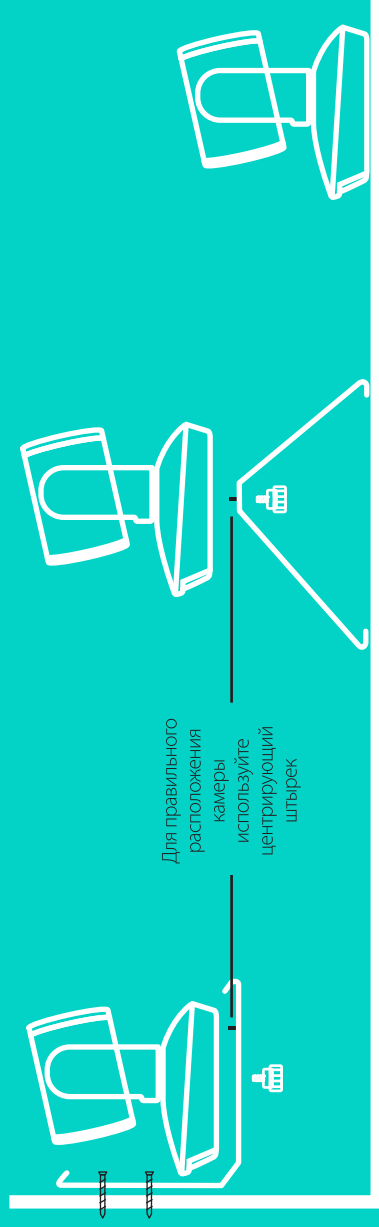 Для правильного
расположения
камеры
используйте
центрирующий
штырек